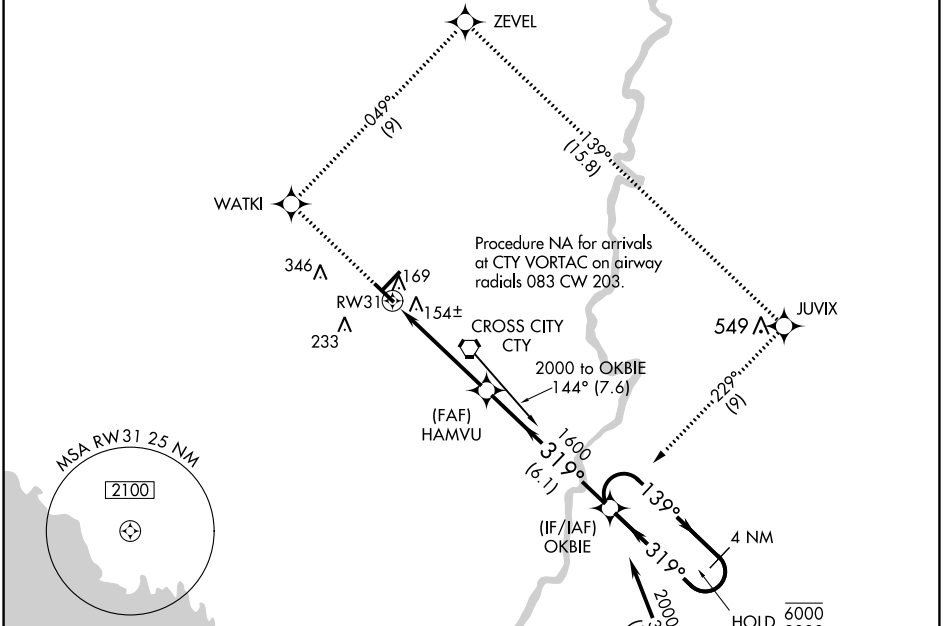 ZEVEL
049°
(9)
139°
(15.8)
WATKI
Procedure NA for arrivals
at CTY VORTAC on airway
radials 083 CW 203.
346
169
RW31
154±
233
CROSS CITY
CTY
549
JUVIX
2000 to OKBIE
144° (7.6)
229°
(9)
(FAF)
HAMVU
1600
319°
(6.1)
MSA RW31 25 NM
2100
139°
(IF/IAF)
OKBIE
4 NM
319°
2000
HOLD
6000